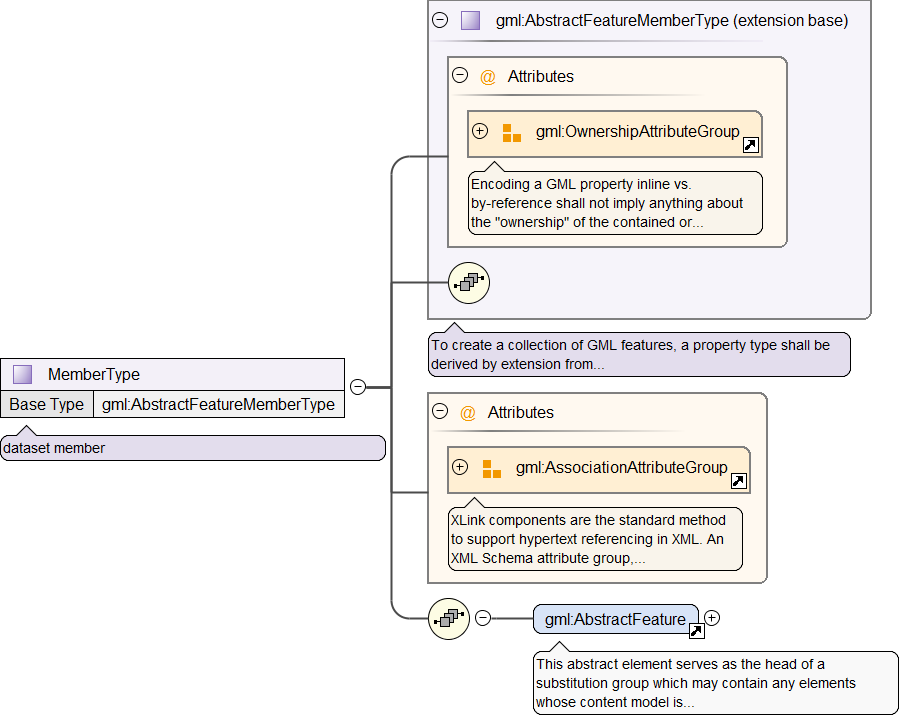 gml:AbstractFeatureMemberType (extension base)
@ Attributes
gml:OwnershipAttributeGroup
Encoding a GML property inline vs.
by-reference shall not imply anything about
the "ownership" of the contained or...
To create a collection of GML features, a property type shall be
derived by extension from...
MemberType
Base Type gml:AbstractFeatureMemberType
dataset member
@ Attributes
gml:AssociationAttributeGroup
XLink components are the standard method
to support hypertext referencing in XML. An
XML Schema attribute group,...
gml:AbstractFeature
This abstract element serves as the head of a
substitution group which may contain any elements
whose content model is...